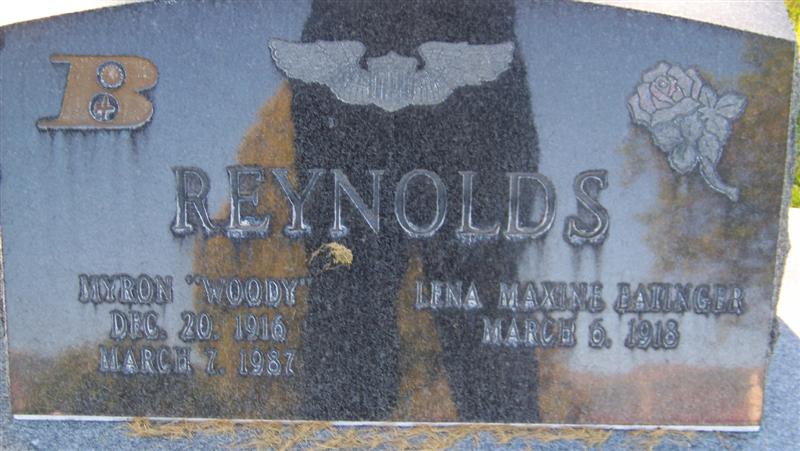 B
REYNOLDS
MYRON "WOODY"
DEC. 20. 1916
MARCH 7. 1987
LENA MAXINE EATINGER
MARCH 6. 1918